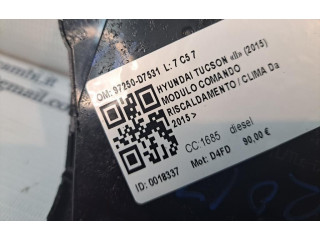 OM: 97250-D7531 L: 7 C5 7
HYUNDAI TUCSON «II» (2015)
MODULO COMANDO
RISCALDAMENTO / CLIMA Da
2015>
CC:1685 diesel
Mot: D4FD 90,00 €
ID: 0018337